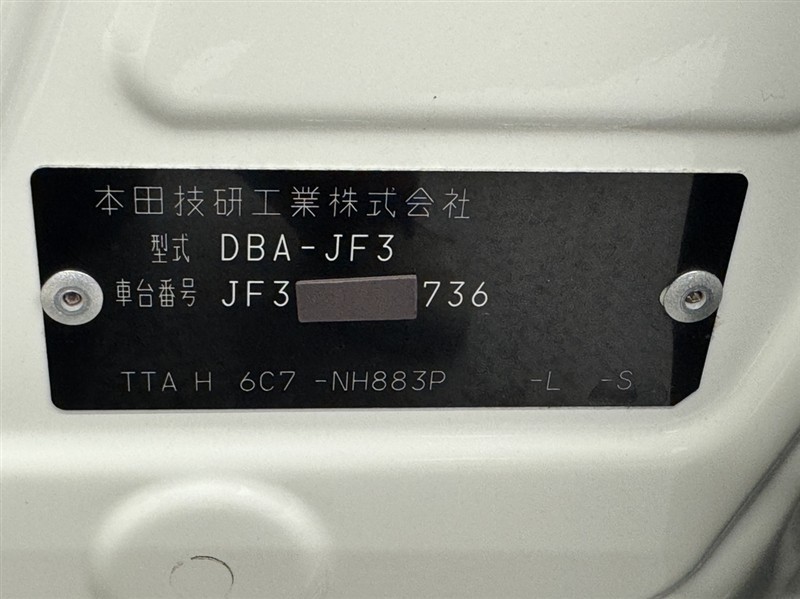 本田技研工業株式会社
型式 DBA-JF3
車台番号 JF3 736
TTA H 6C7 -NH883P -L -S